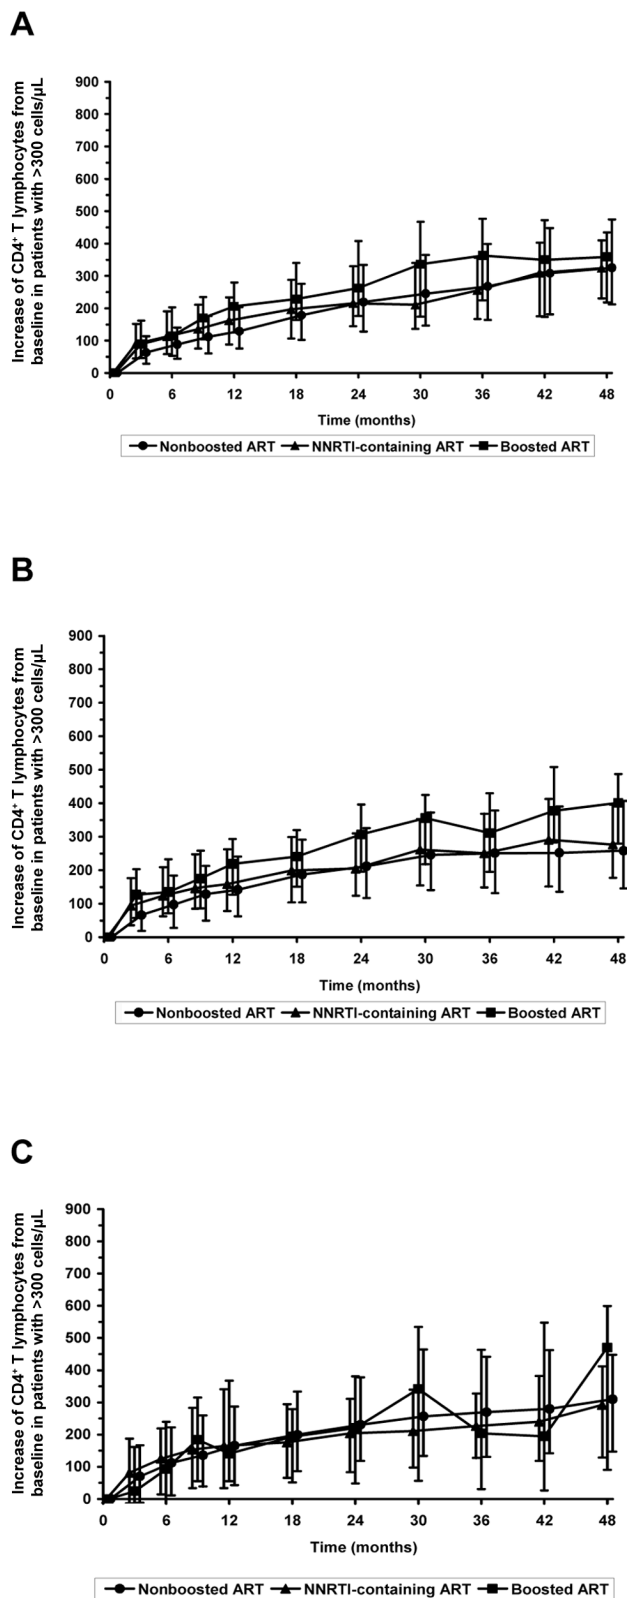 A
Increase of CD4⁺ T lymphocytes from
baseline in patients with >300 cells/µL
900
800
700
600
500
400
300
200
100
0
0 6 12 18 24 30 36 42 48
Time (months)
Nonboosted ART NNRTI-containing ART Boosted ART
B
Increase of CD4⁺ T lymphocytes from
baseline in patients with >300 cells/µL
900
800
700
600
500
400
300
200
100
0
0 6 12 18 24 30 36 42 48
Time (months)
Nonboosted ART NNRTI-containing ART Boosted ART
C
Increase of CD4⁺ T lymphocytes from
baseline in patients with >300 cells/µL
900
800
700
600
500
400
300
200
100
0
0 6 12 18 24 30 36 42 48
Time (months)
Nonboosted ART NNRTI-containing ART Boosted ART